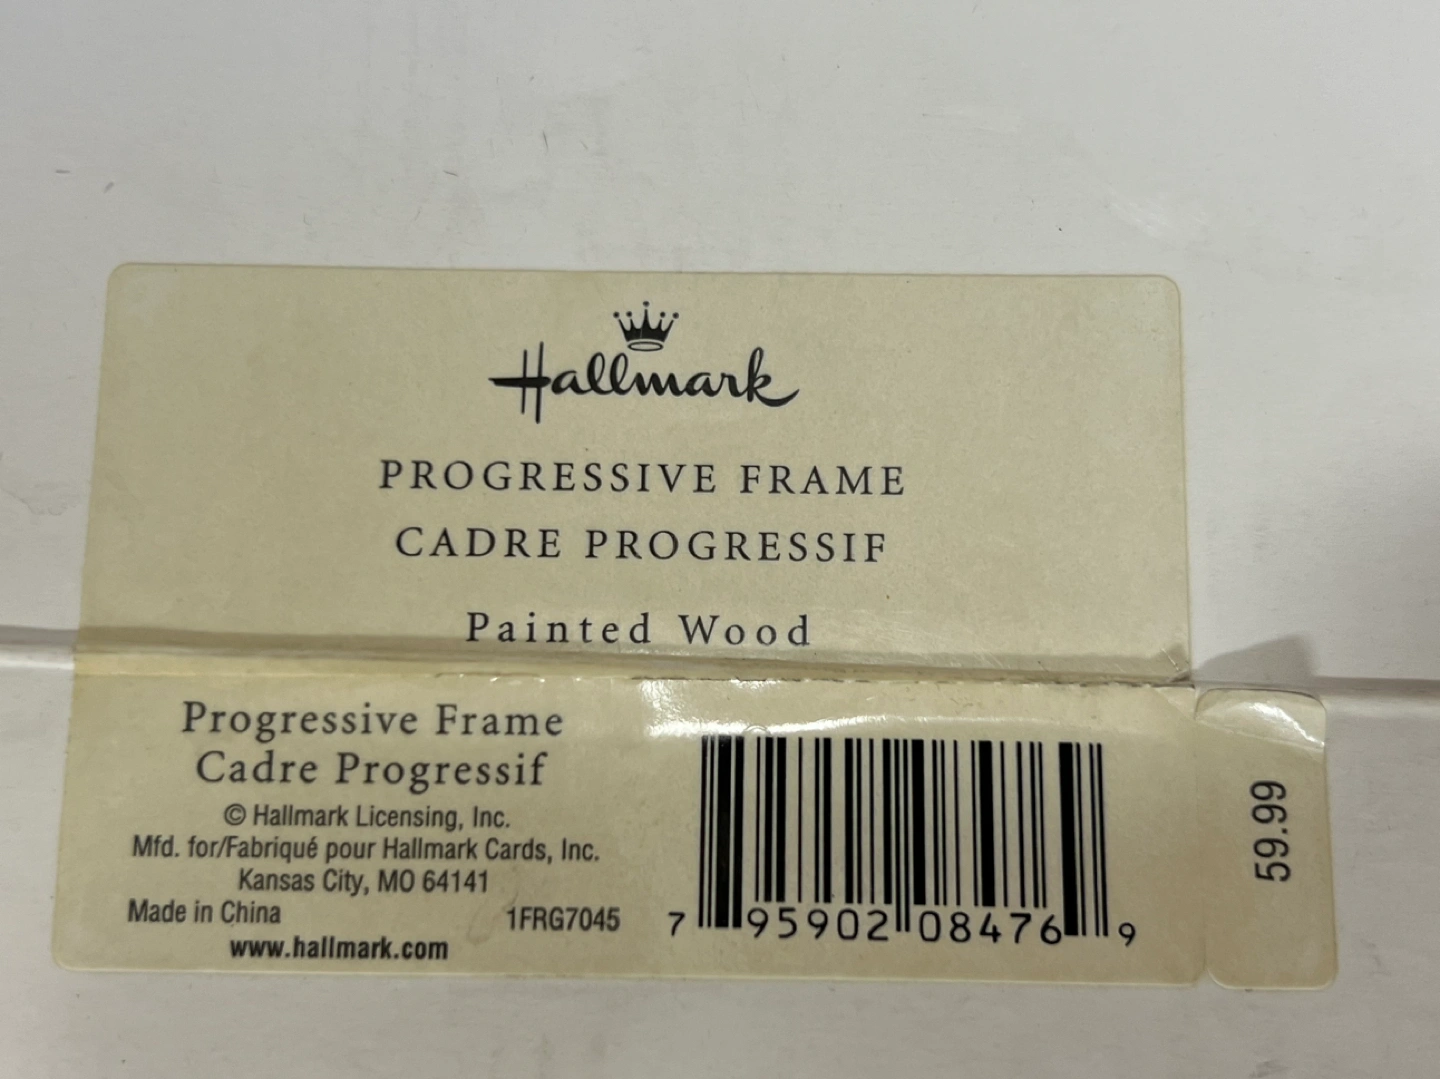 Hallmark
PROGRESSIVE FRAME
CADRE PROGRESSIF
Painted Wood
Progressive Frame
Cadre Progressif
© Hallmark Licensing, Inc.
Mfd. for/Fabriqué pour Hallmark Cards, Inc.
Kansas City, MO 64141
Made in China 1FRG7045
www.hallmark.com
7 95902 08476 9
59.99